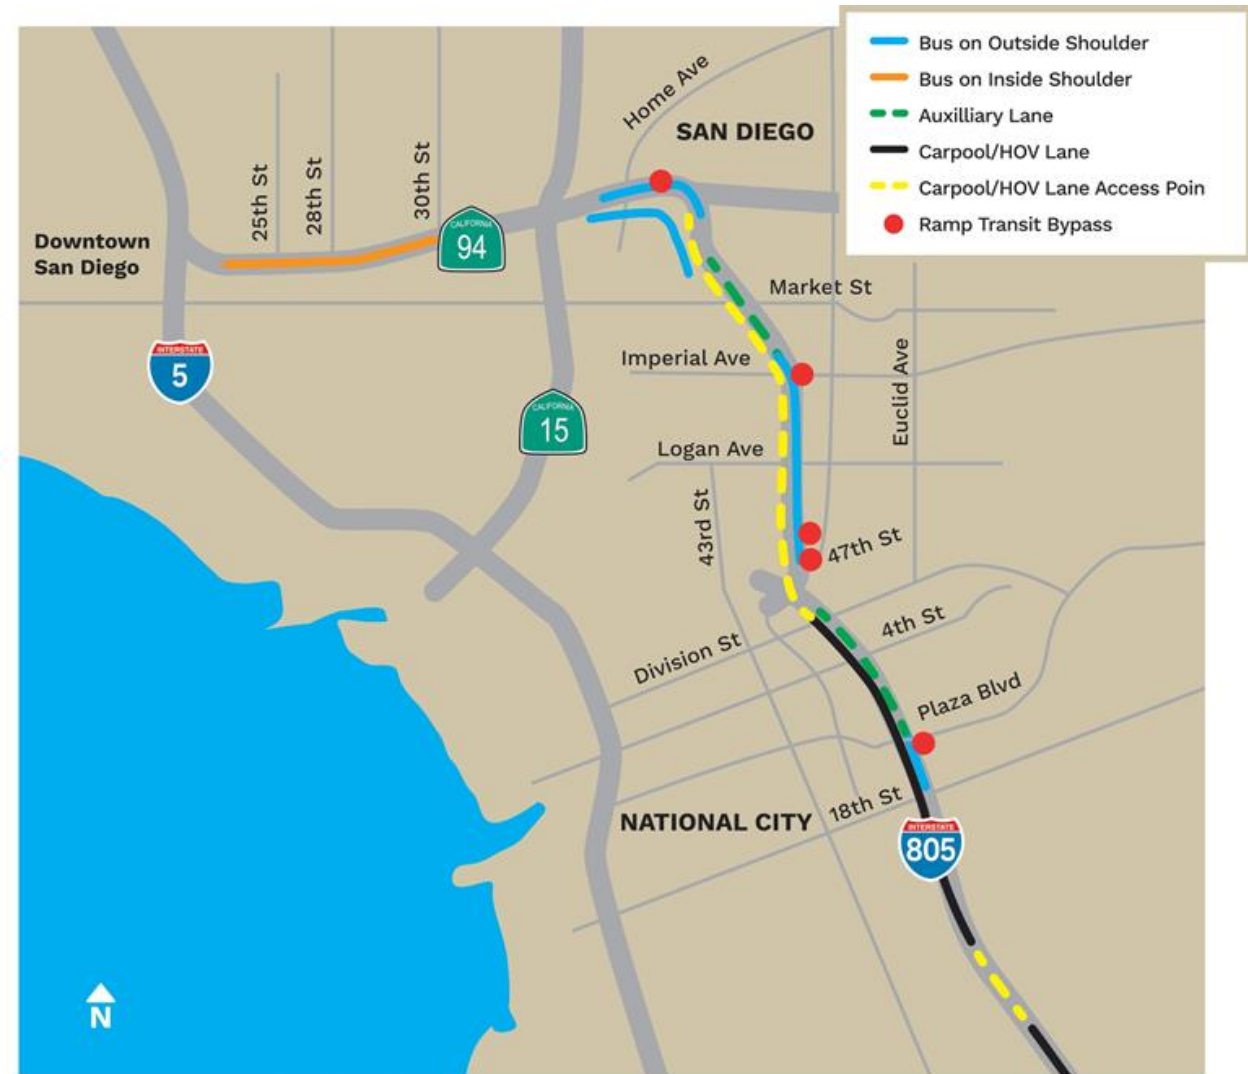 Bus on Outside Shoulder
Bus on Inside Shoulder
Auxilliary Lane
Carpool/HOV Lane
Carpool/HOV Lane Access Poin
Ramp Transit Bypass
Home Ave
SAN DIEGO
25th St
28th St
30th St
CALIFORNIA
94
Downtown
San Diego
Market St
INTERSTATE
5
Imperial Ave
Euclid Ave
CALIFORNIA
15
Logan Ave
43rd St
47th St
4th St
Division St
Plaza Blvd
NATIONAL CITY
18th St
INTERSTATE
805
N